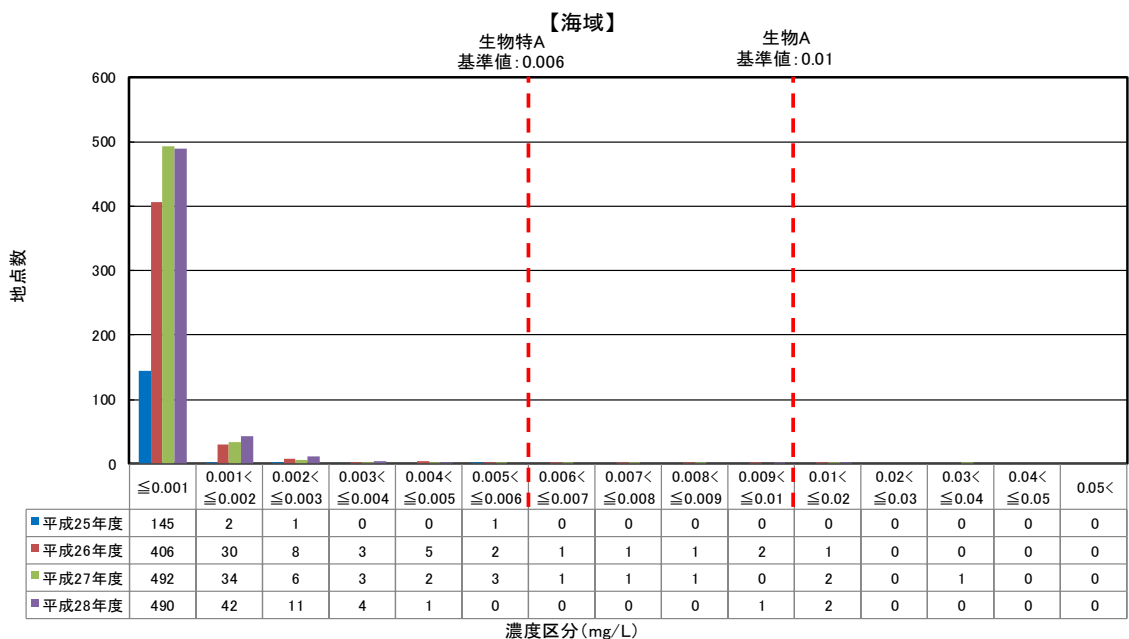 【海域】
生物特A
基準値:0.006
生物A
基準値:0.01
地点数
600
500
400
300
200
100
0
≦0.001 0.001<≦0.002 0.002<≦0.003 0.003<≦0.004 0.004<≦0.005 0.005<≦0.006 0.006<≦0.007 0.007<≦0.008 0.008<≦0.009 0.009<≦0.01 0.01<≦0.02 0.02<≦0.03 0.03<≦0.04 0.04<≦0.05 0.05<
平成25年度 145 2 1 0 0 1 0 0 0 0 0 0 0 0 0
平成26年度 406 30 8 3 5 2 1 1 1 2 1 0 0 0 0
平成27年度 492 34 6 3 2 3 1 1 1 0 2 0 1 0 0
平成28年度 490 42 11 4 1 0 0 0 0 1 2 0 0 0 0
濃度区分(mg/L)